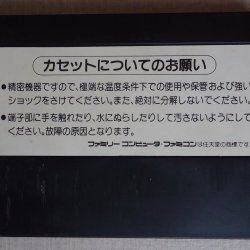 カセットについてのお願い
●精密機器ですので、極端な温度条件下での使用や保管および強い
ショックをさけてください。また、絶対に分解しないでください。
●端子部に手を触れたり、水にぬらしたりして汚さないようにして
ください。故障の原因となります。
ファミリーコンピュータ・ファミコンは任天堂の商標です。